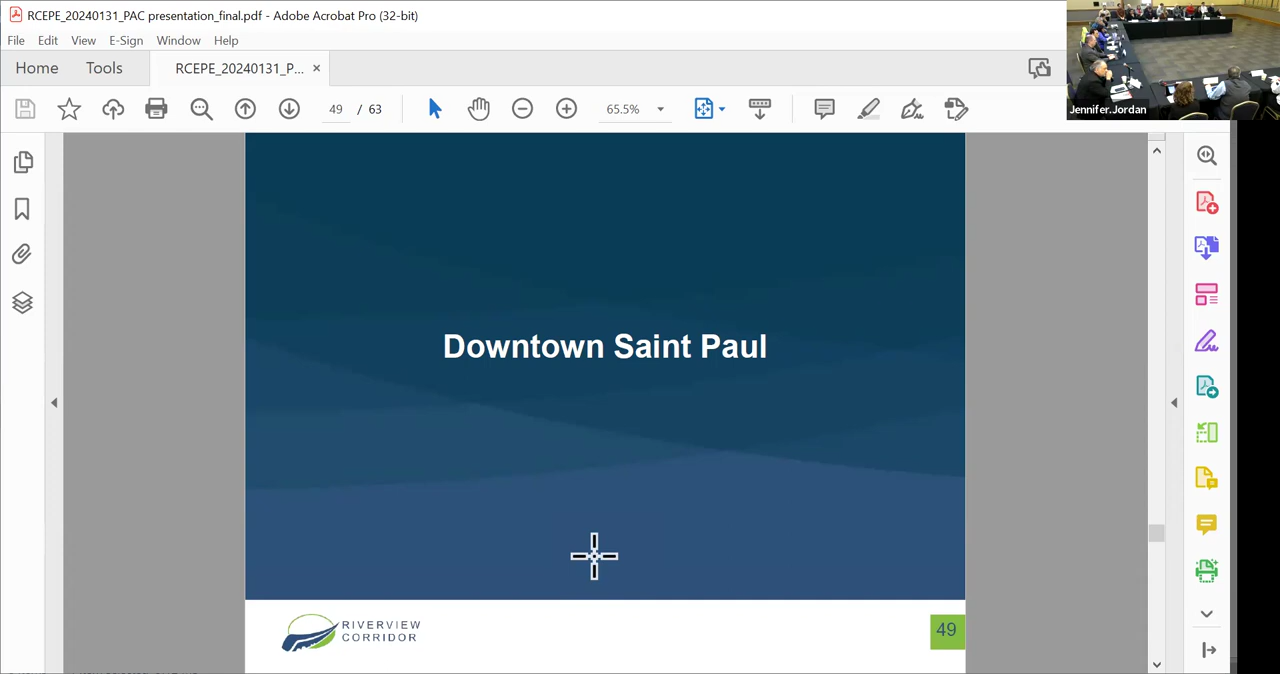 RCEPE_20240131_PAC presentation_final.pdf - Adobe Acrobat Pro (32-bit)
File Edit View E-Sign Window Help
Home Tools RCEPE_20240131_P... ×
49 / 63 65.5%
Jennifer.Jordan
Downtown Saint Paul
RIVERVIEW
CORRIDOR
49